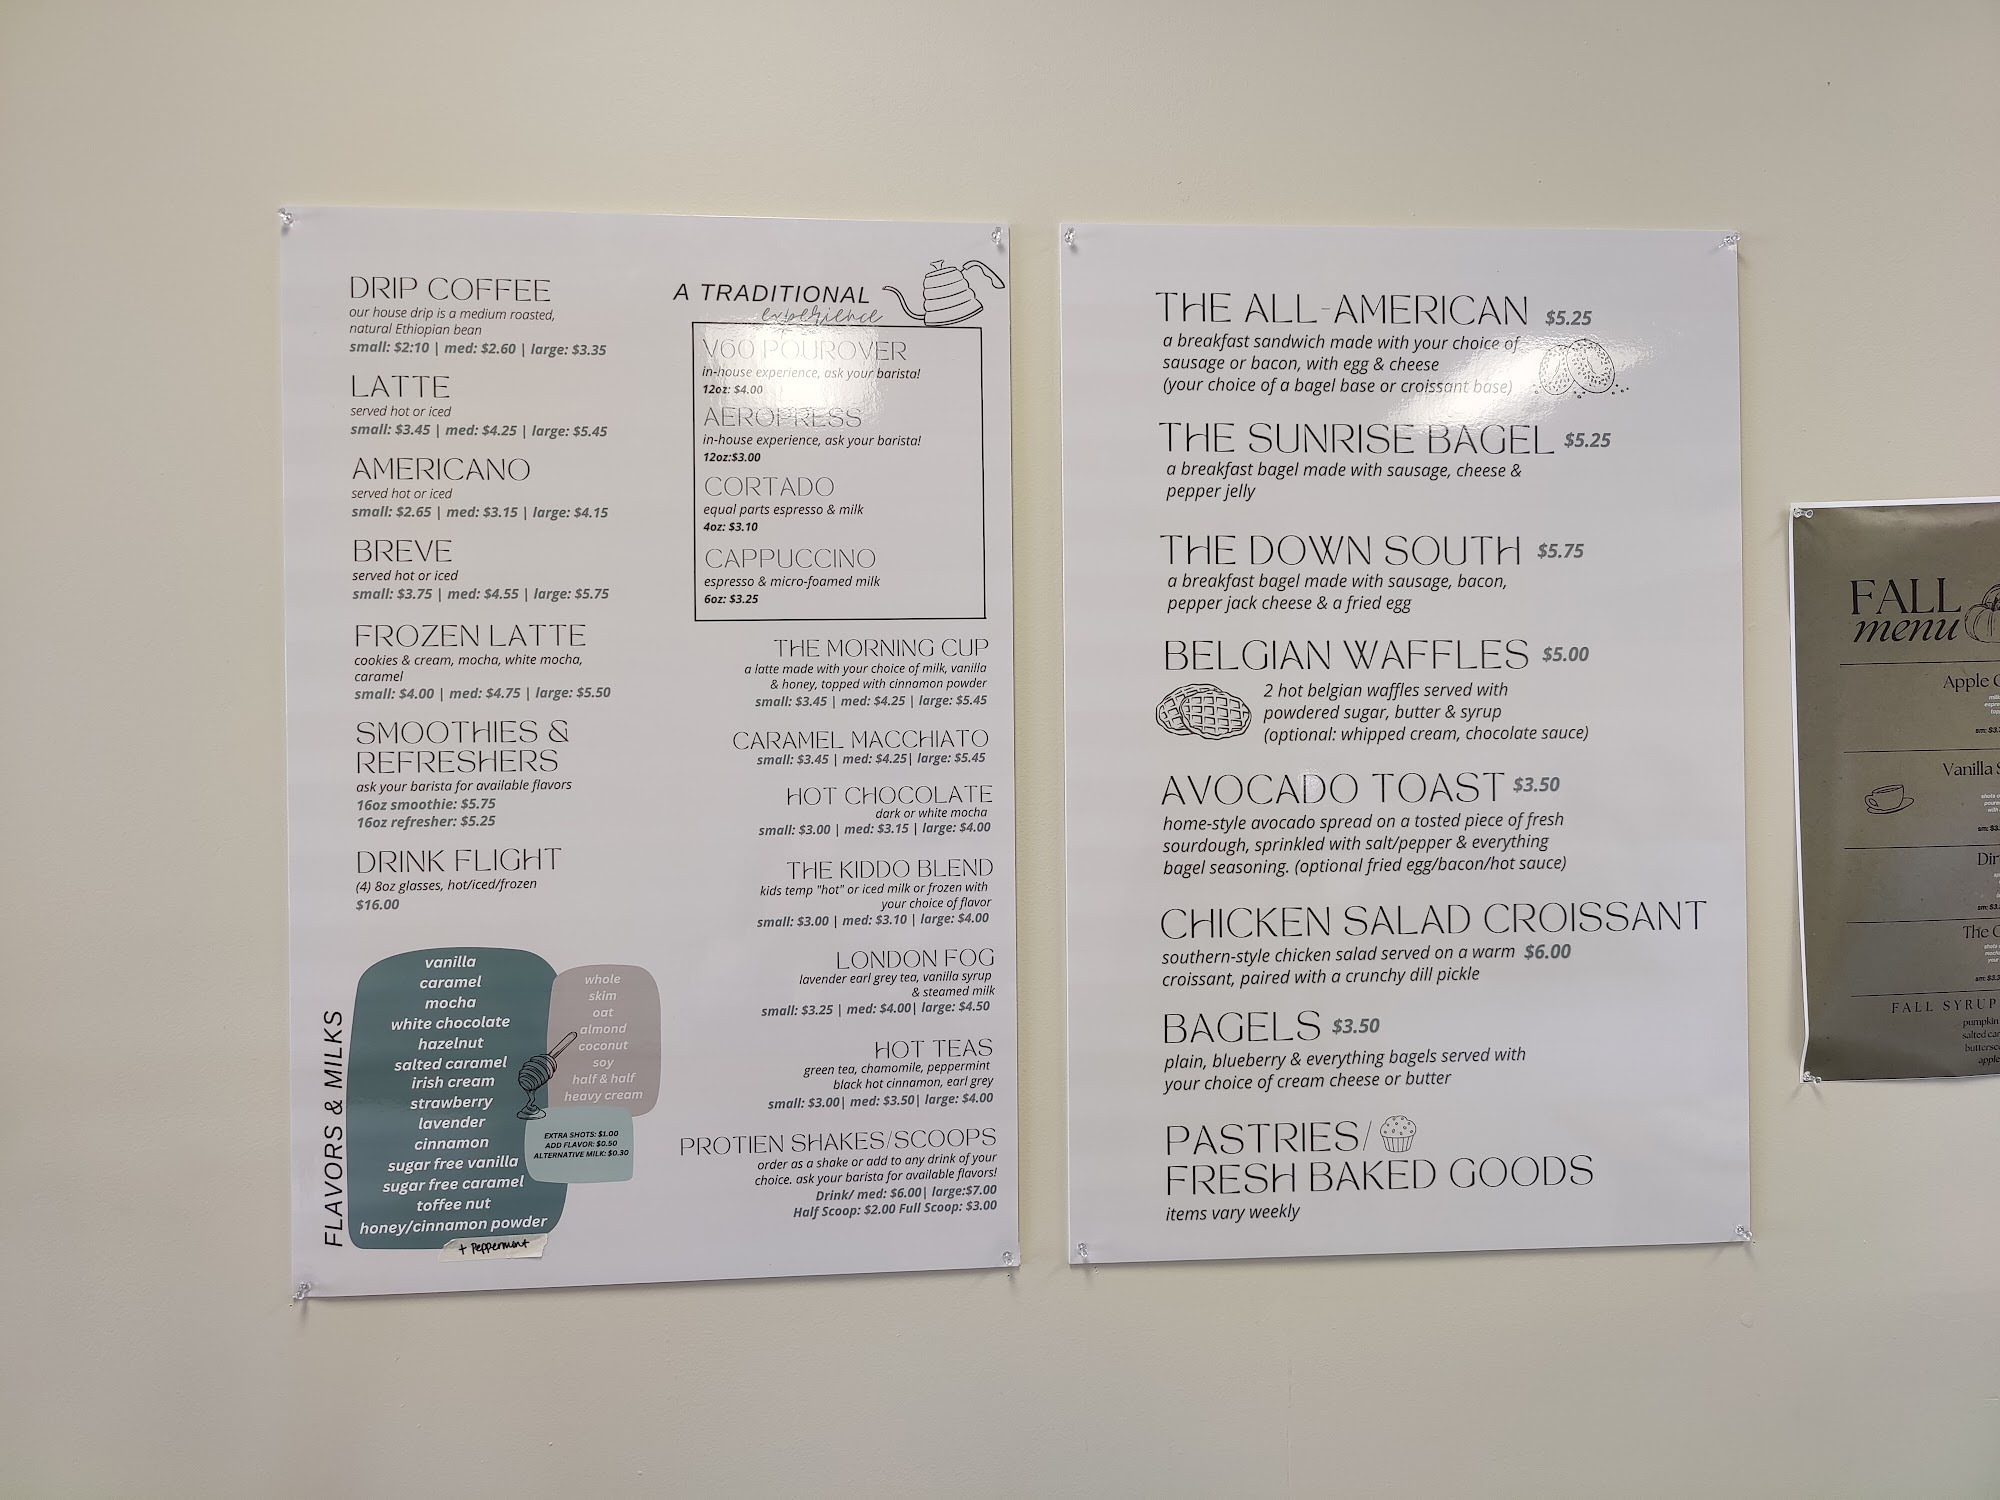 DRIP COFFEE
our house drip is a medium roasted,
natural Ethiopian bean
small: $2:10 | med: $2.60 | large: $3.35
LATTE
served hot or iced
small: $3.45 | med: $4.25 | large: $5.45
AMERICANO
served hot or iced
small: $2.65 | med: $3.15 | large: $4.15
BREVE
served hot or iced
small: $3.75 | med: $4.55 | large: $5.75
FROZEN LATTE
cookies & cream, mocha, white mocha,
caramel
small: $4.00 | med: $4.75 | large: $5.50
SMOOTHIES &
REFRESHERS
ask your barista for available flavors
16oz smoothie: $5.75
16oz refresher: $5.25
DRINK FLIGHT
(4) 8oz glasses, hot/iced/frozen
$16.00
FLAVORS & MILKS
vanilla
caramel
mocha
white chocolate
hazelnut
salted caramel
irish cream
strawberry
lavender
cinnamon
sugar free vanilla
sugar free caramel
toffee nut
honey/cinnamon powder
+ Peppermint
whole
skim
oat
almond
coconut
soy
half & half
heavy cream
EXTRA SHOTS: $1.00
ADD FLAVOR: $0.50
ALTERNATIVE MILK: $0.30
A TRADITIONAL
experience
V60 POUROVER
in-house experience, ask your barista!
12oz: $4.00
AEROPRESS
in-house experience, ask your barista!
12oz:$3.00
CORTADO
equal parts espresso & milk
4oz: $3.10
CAPPUCCINO
espresso & micro-foamed milk
6oz: $3.25
THE MORNING CUP
a latte made with your choice of milk, vanilla
& honey, topped with cinnamon powder
small: $3.45 | med: $4.25 | large: $5.45
CARAMEL MACCHIATO
small: $3.45 | med: $4.25| large: $5.45
HOT CHOCOLATE
dark or white mocha
small: $3.00 | med: $3.15 | large: $4.00
THE KIDDO BLEND
kids temp "hot" or iced milk or frozen with
your choice of flavor
small: $3.00 | med: $3.10 | large: $4.00
LONDON FOG
lavender earl grey tea, vanilla syrup
& steamed milk
small: $3.25 | med: $4.00| large: $4.50
HOT TEAS
green tea, chamomile, peppermint
black hot cinnamon, earl grey
small: $3.00| med: $3.50| large: $4.00
PROTIEN SHAKES/SCOOPS
order as a shake or add to any drink of your
choice. ask your barista for available flavors!
Drink/ med: $6.00| large:$7.00
Half Scoop: $2.00 Full Scoop: $3.00
THE ALL-AMERICAN $5.25
a breakfast sandwich made with your choice of
sausage or bacon, with egg & cheese
(your choice of a bagel base or croissant base)
THE SUNRISE BAGEL $5.25
a breakfast bagel made with sausage, cheese &
pepper jelly
THE DOWN SOUTH $5.75
a breakfast bagel made with sausage, bacon,
pepper jack cheese & a fried egg
BELGIAN WAFFLES $5.00
2 hot belgian waffles served with
powdered sugar, butter & syrup
(optional: whipped cream, chocolate sauce)
AVOCADO TOAST $3.50
home-style avocado spread on a tosted piece of fresh
sourdough, sprinkled with salt/pepper & everything
bagel seasoning. (optional fried egg/bacon/hot sauce)
CHICKEN SALAD CROISSANT
southern-style chicken salad served on a warm $6.00
croissant, paired with a crunchy dill pickle
BAGELS $3.50
plain, blueberry & everything bagels served with
your choice of cream cheese or butter
PASTRIES/
FRESH BAKED GOODS
items vary weekly
FALL
menu
Apple
Vanilla
The
FALL SYRUP
pumpkin
salted